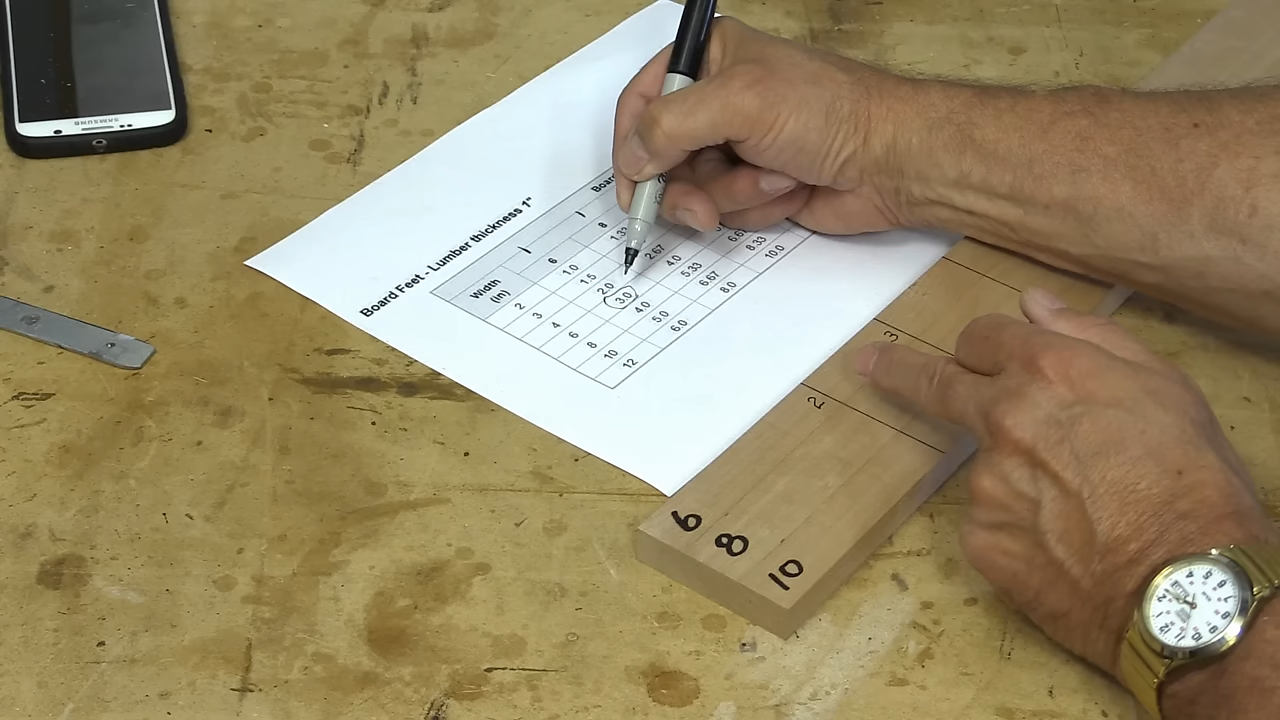 SAMSUNG
Board Feet - Lumber thickness 1"
Width
(in)
6 8
2 1.0 1.33
3 1.5
4 2.0 2.67
6 3.0 4.0
8 4.0 5.33 6.67
10 5.0 6.67 8.33
12 6.0 8.0 10.0
3
2
6
8
10